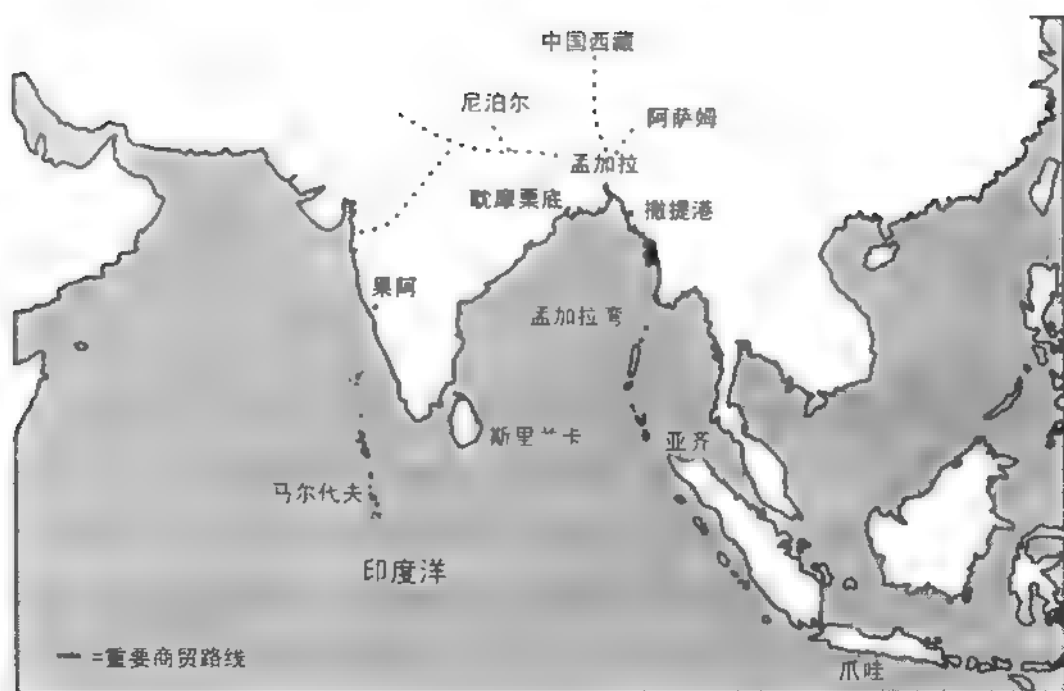 中国西藏
尼泊尔
阿萨姆
孟加拉
耽摩栗底
撒提港
果阿
孟加拉弯
斯里兰卡
亚齐
马尔代夫
印度洋
=重要商贸路线
爪哇